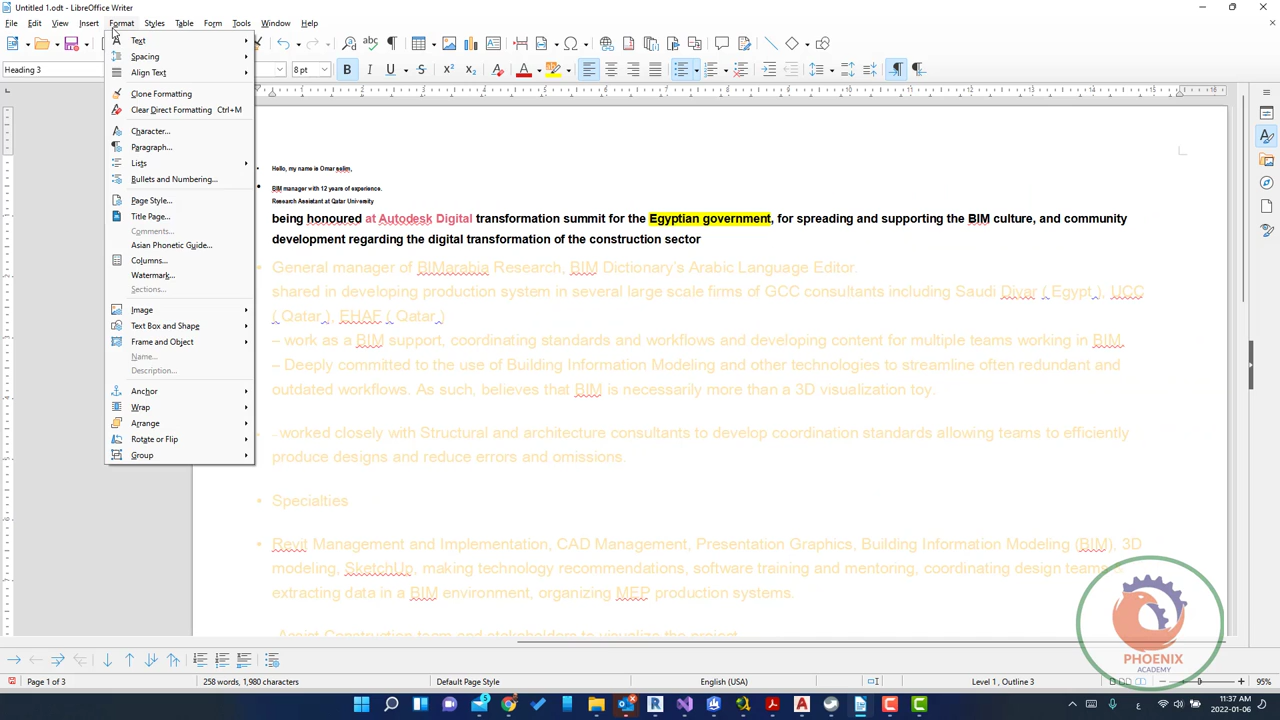 Untitled 1.odt - LibreOffice Writer
File Edit View Insert Format Styles Table Form Tools Window Help
Heading 3
8 pt
Text
Spacing
Align Text
Clone Formatting
Clear Direct Formatting Ctrl+M
Character...
Paragraph...
Lists
Bullets and Numbering...
Page Style...
Title Page...
Comments...
Asian Phonetic Guide...
Columns...
Watermark...
Sections...
Image
Text Box and Shape
Frame and Object
Name...
Description...
Anchor
Wrap
Arrange
Rotate or Flip
Group
• Hello, my name is Omar selim,
• BIM manager with 12 years of experience.
Research Assistant at Qatar University
being honoured at Autodesk Digital transformation summit for the Egyptian government, for spreading and supporting the BIM culture, and community
development regarding the digital transformation of the construction sector
• General manager of BIMarabia Research, BIM Dictionary's Arabic Language Editor.
shared in developing production system in several large scale firms of GCC consultants including Saudi Diyar ( Egypt ), UCC
( Qatar ), EHAF ( Qatar )
– work as a BIM support, coordinating standards and workflows and developing content for multiple teams working in BIM.
– Deeply committed to the use of Building Information Modeling and other technologies to streamline often redundant and
outdated workflows. As such, believes that BIM is necessarily more than a 3D visualization toy.
• - worked closely with Structural and architecture consultants to develop coordination standards allowing teams to efficiently
produce designs and reduce errors and omissions.
• Specialties
• Revit Management and Implementation, CAD Management, Presentation Graphics, Building Information Modeling (BIM), 3D
modeling, SketchUp, making technology recommendations, software training and mentoring, coordinating design teams
extracting data in a BIM environment, organizing MEP production systems.
Assist Construction team and stakeholders to visualize the project
PHOENIX
ACADEMY
Page 1 of 3
258 words, 1,980 characters
Default Page Style
English (USA)
Level 1 , Outline 3
95%
11:37 AM
2022-01-06